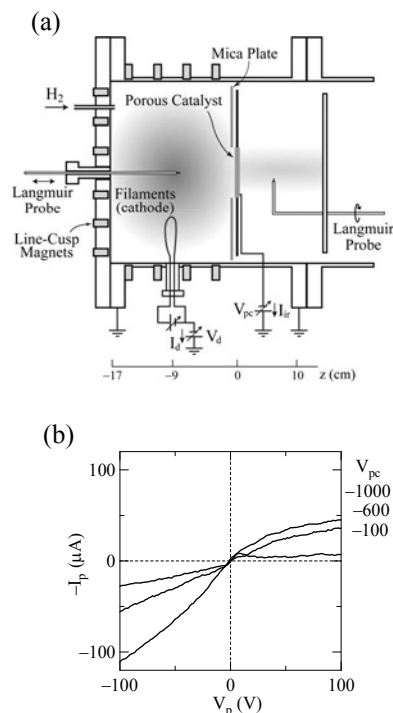 (a)
Mica Plate
H2
Porous Catalyst
Langmuir
Probe
Filaments
(cathode)
Line-Cusp
Magnets
Langmuir
Probe
Vpc
Iir
Id
Vd
−17
−9
0
10
z (cm)
(b)
Vpc
100
−1000
−600
−100
−Ip (μA)
0
−100
−100
0
100
Vp (V)